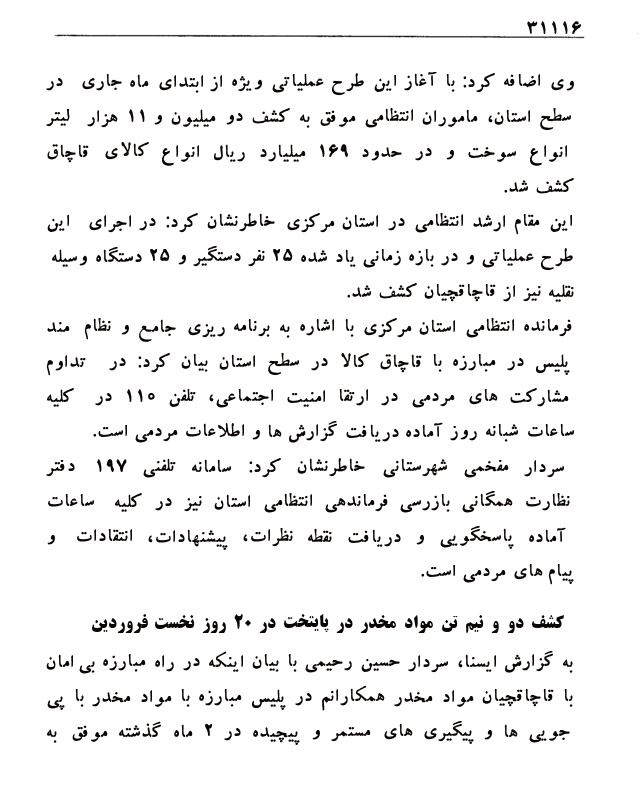 ۳۱۱۱۶
وی اضافه کرد: با آغاز این طرح عملیاتی ویژه از ابتدای ماه جاری در
سطح استان، ماموران انتظامی موفق به کشف دو میلیون و ۱۱ هزار لیتر
انواع سوخت و در حدود ۱۶۹ میلیارد ریال انواع کالای قاچاق
کشف شد.
این مقام ارشد انتظامی در استان مرکزی خاطرنشان کرد: در اجرای این
طرح عملیاتی و در بازه زمانی یاد شده ۲۵ نفر دستگیر و ۲۵ دستگاه وسیله
نقلیه نیز از قاچاقچیان کشف شد.
فرمانده انتظامی استان مرکزی با اشاره به برنامه ریزی جامع و نظام مند
پلیس در مبارزه با قاچاق کالا در سطح استان بیان کرد: در تداوم
مشارکت های مردمی در ارتقا امنیت اجتماعی، تلفن ۱۱۰ در کلیه
ساعات شبانه روز آماده دریافت گزارش ها و اطلاعات مردمی است.
سردار مفخمی شهرستانی خاطرنشان کرد: سامانه تلفنی ۱۹۷ دفتر
نظارت همگانی بازرسی فرماندهی انتظامی استان نیز در کلیه ساعات
آماده پاسخگویی و دریافت نقطه نظرات، پیشنهادات، انتقادات و
پیام های مردمی است.
کشف دو و نیم تن مواد مخدر در پایتخت در ۲۰ روز نخست فروردین
به گزارش ایسنا، سردار حسین رحیمی با بیان اینکه در راه مبارزه بی امان
با قاچاقچیان مواد مخدر همکارانم در پلیس مبارزه با مواد مخدر با پی
جویی ها و پیگیری های مستمر و پیچیده در ۲ ماه گذشته موفق به